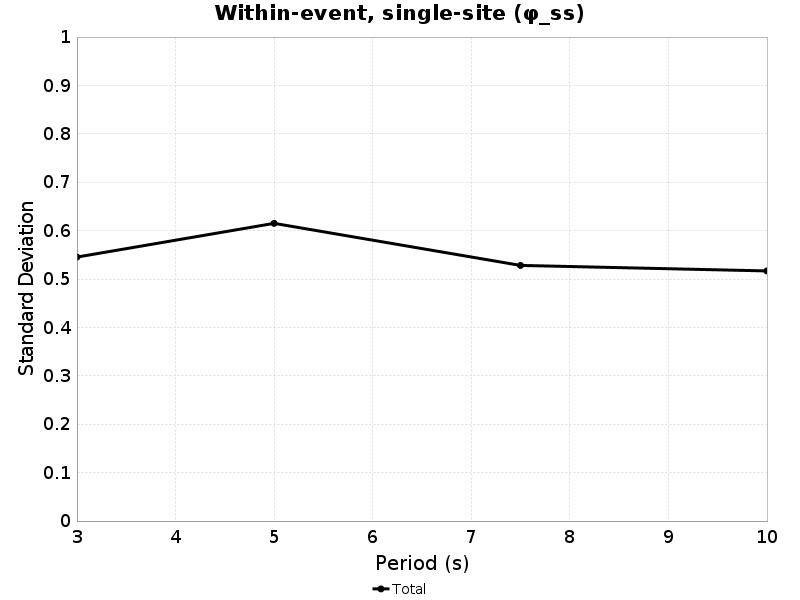 Within-event, single-site (φ_ss)
1
0.9
0.8
0.7
0.6
0.5
0.4
0.3
0.2
0.1
0
Standard Deviation
3 4 5 6 7 8 9 10
Period (s)
Total